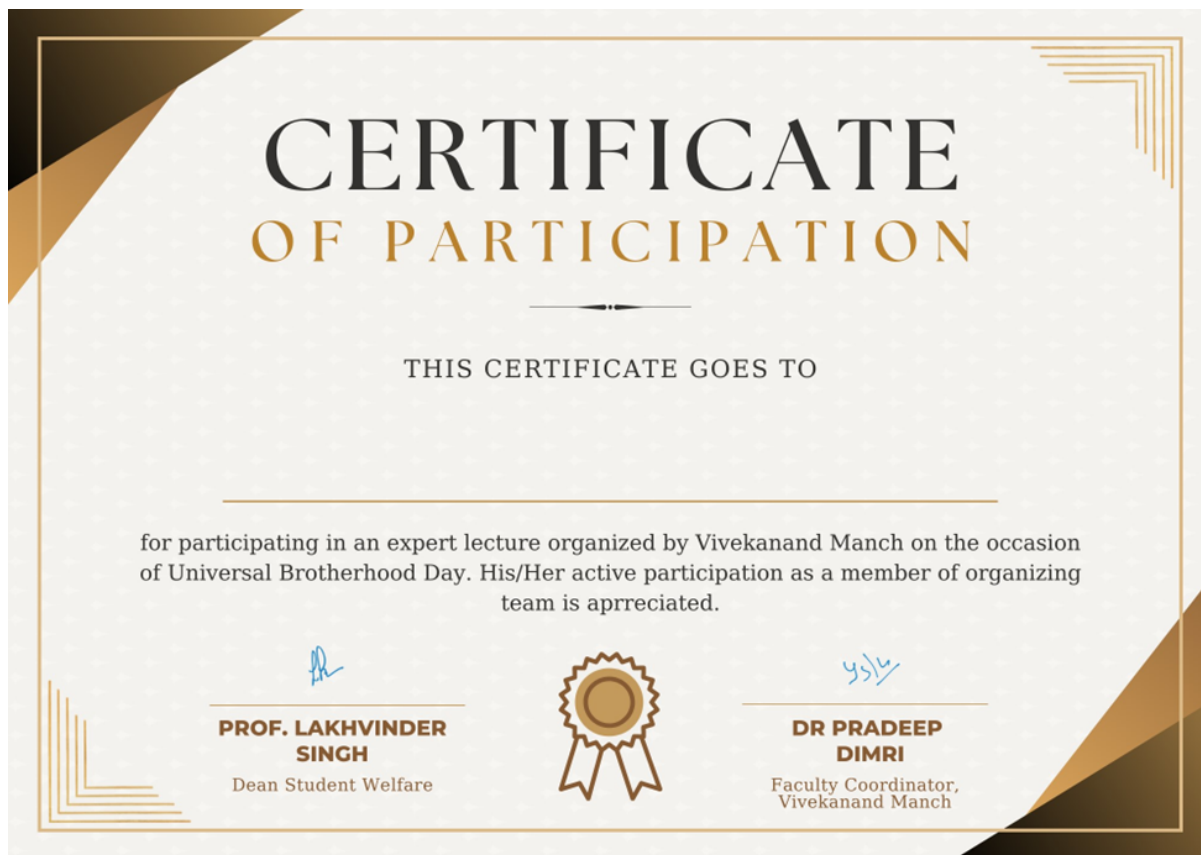 CERTIFICATE
OF PARTICIPATION
THIS CERTIFICATE GOES TO
for participating in an expert lecture organized by Vivekanand Manch on the occasion
of Universal Brotherhood Day. His/Her active participation as a member of organizing
team is aprreciated.
PROF. LAKHVINDER
SINGH
Dean Student Welfare
DR PRADEEP
DIMRI
Faculty Coordinator,
Vivekanand Manch